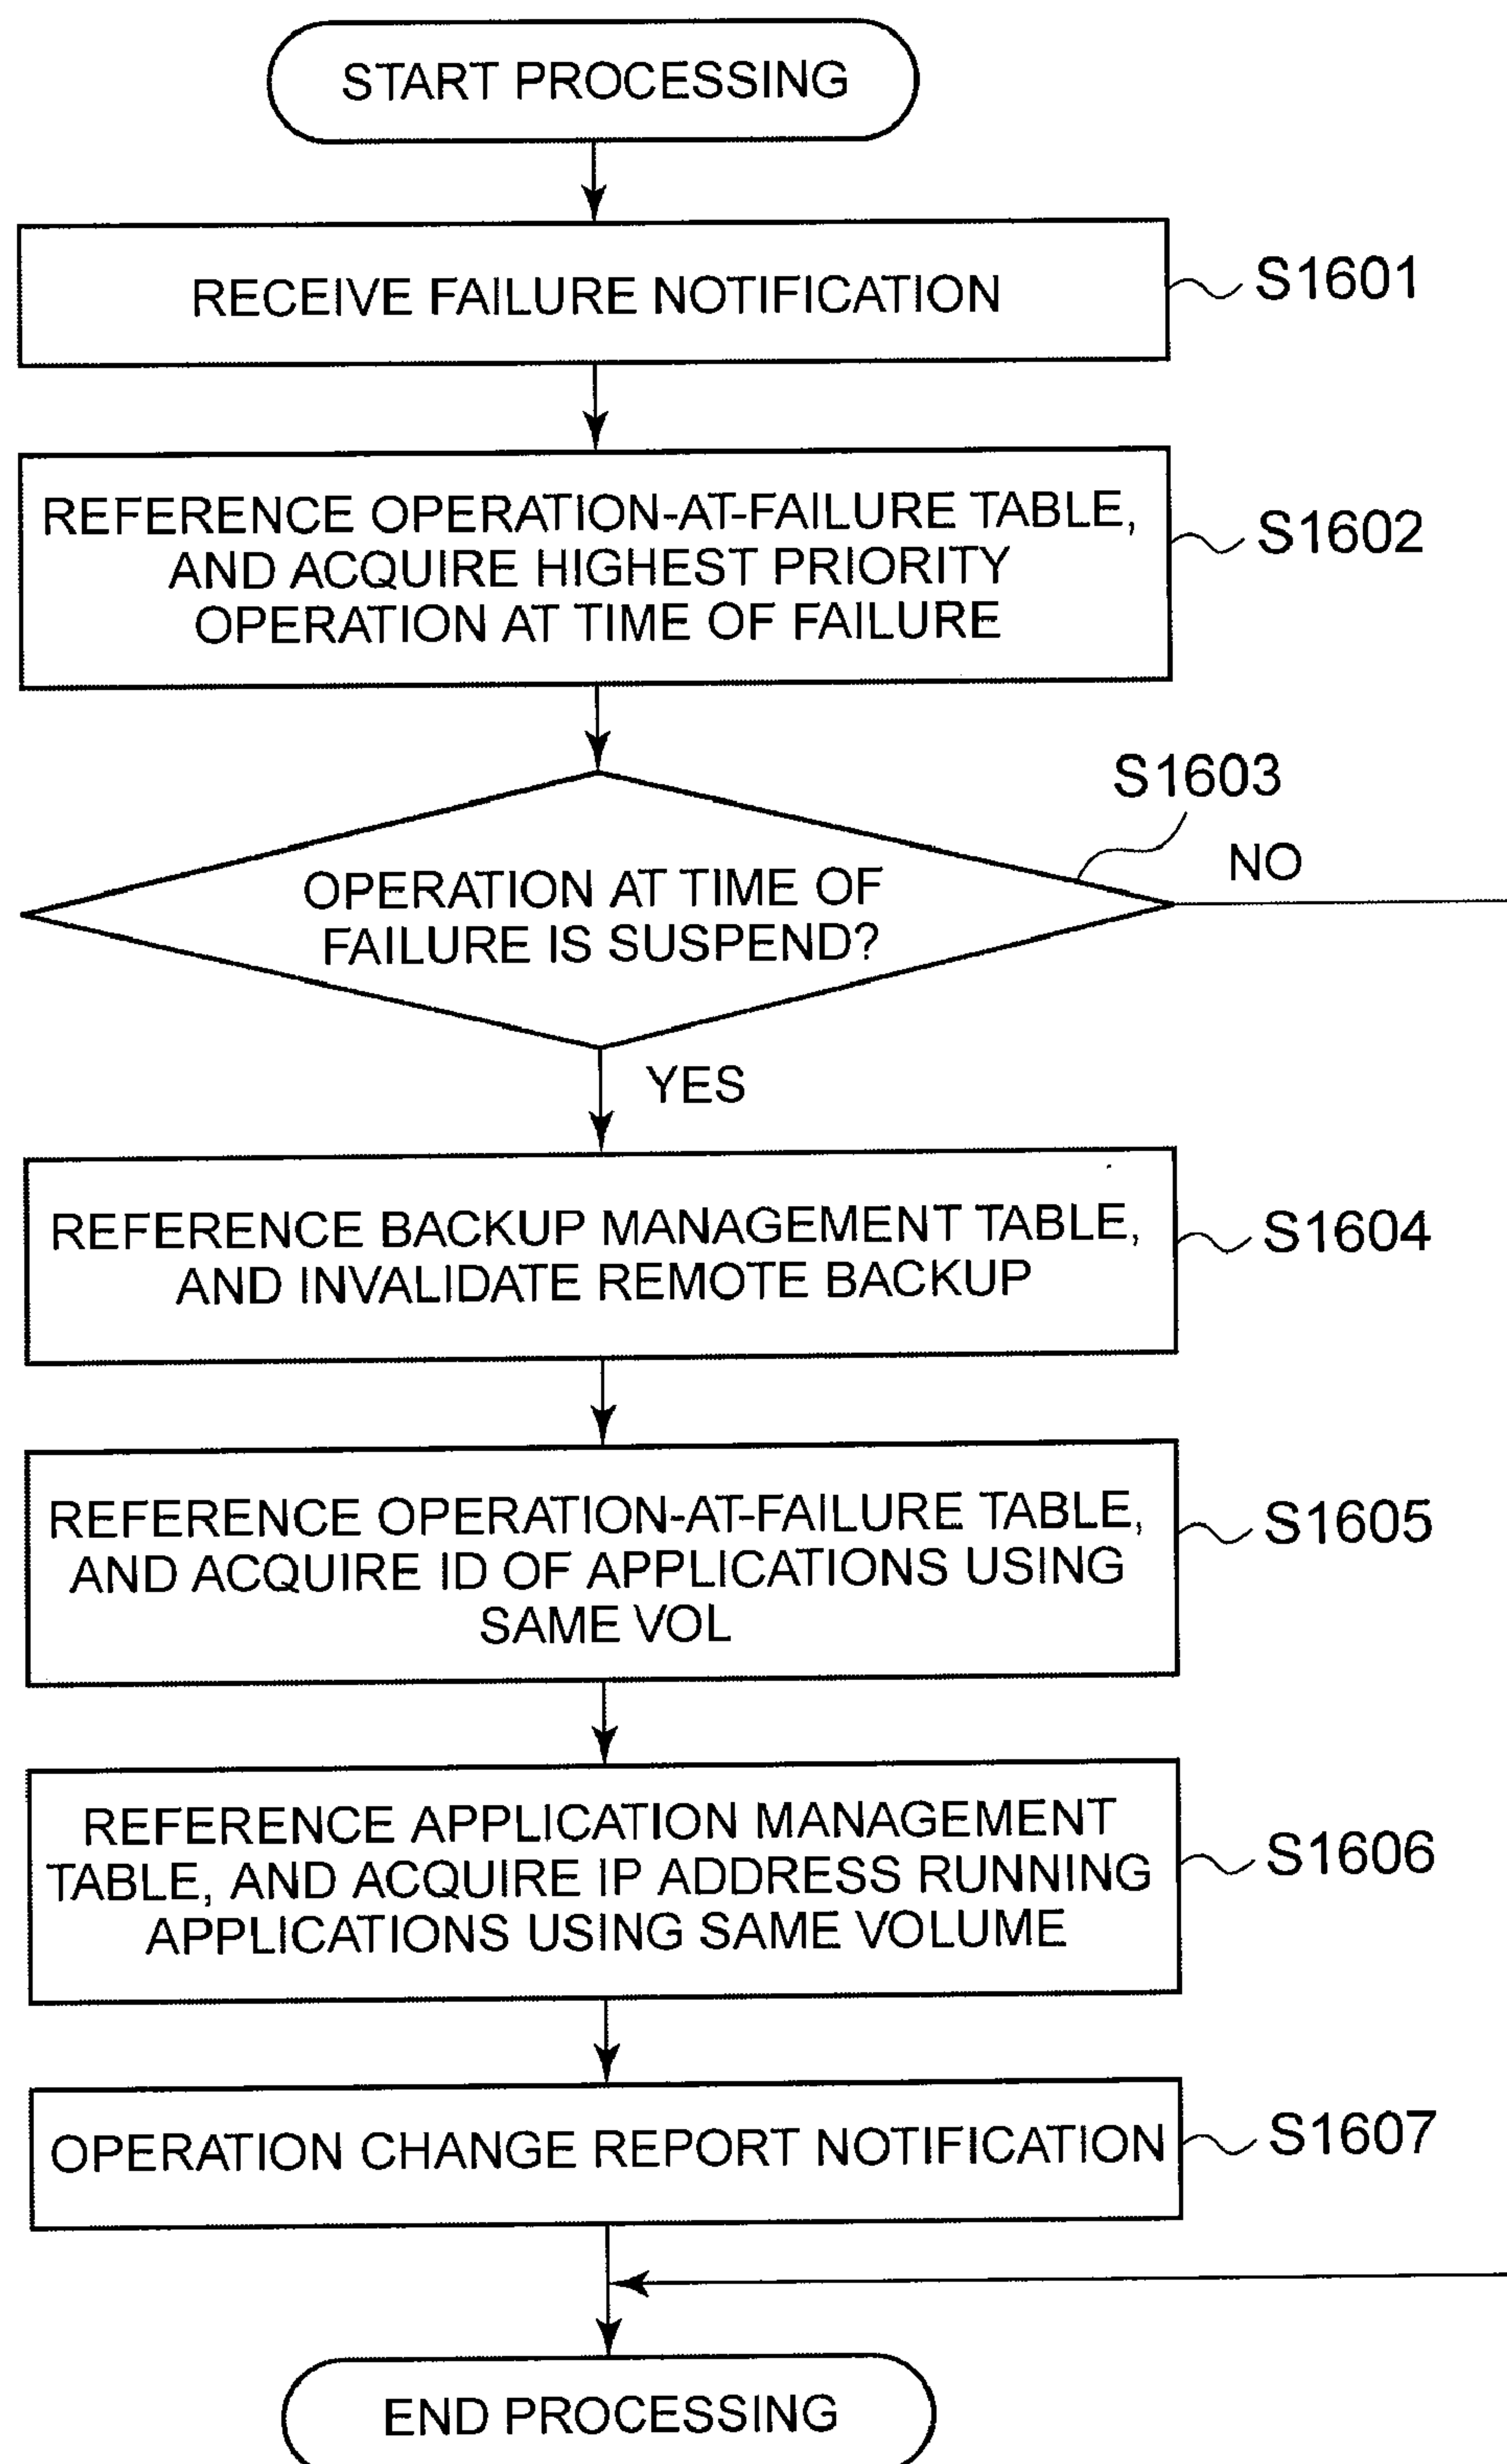 START PROCESSING
RECEIVE FAILURE NOTIFICATION
S1601
REFERENCE OPERATION-AT-FAILURE TABLE,
AND ACQUIRE HIGHEST PRIORITY
OPERATION AT TIME OF FAILURE
S1602
S1603
NO
OPERATION AT TIME OF
FAILURE IS SUSPEND?
YES
REFERENCE BACKUP MANAGEMENT TABLE,
AND INVALIDATE REMOTE BACKUP
S1604
REFERENCE OPERATION-AT-FAILURE TABLE,
AND ACQUIRE ID OF APPLICATIONS USING
SAME VOL
S1605
REFERENCE APPLICATION MANAGEMENT
TABLE, AND ACQUIRE IP ADDRESS RUNNING
APPLICATIONS USING SAME VOLUME
S1606
OPERATION CHANGE REPORT NOTIFICATION
S1607
END PROCESSING